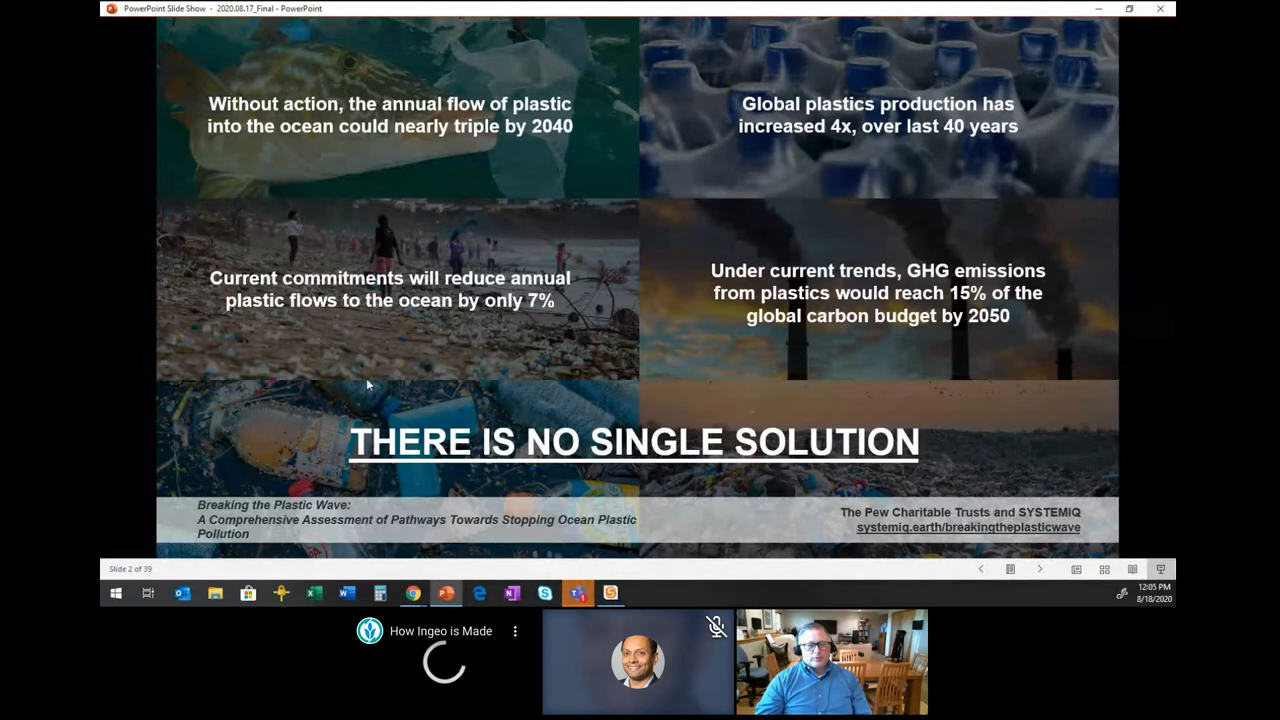 PowerPoint Slide Show - 2020.08.17_Final - PowerPoint
Without action, the annual flow of plastic
into the ocean could nearly triple by 2040
Global plastics production has
increased 4x, over last 40 years
Current commitments will reduce annual
plastic flows to the ocean by only 7%
Under current trends, GHG emissions
from plastics would reach 15% of the
global carbon budget by 2050
THERE IS NO SINGLE SOLUTION
Breaking the Plastic Wave:
A Comprehensive Assessment of Pathways Towards Stopping Ocean Plastic
Pollution
The Pew Charitable Trusts and SYSTEMIQ
systemiq.earth/breakingtheplasticwave
Slide 2 of 39
12:05 PM
8/18/2020
How Ingeo is Made